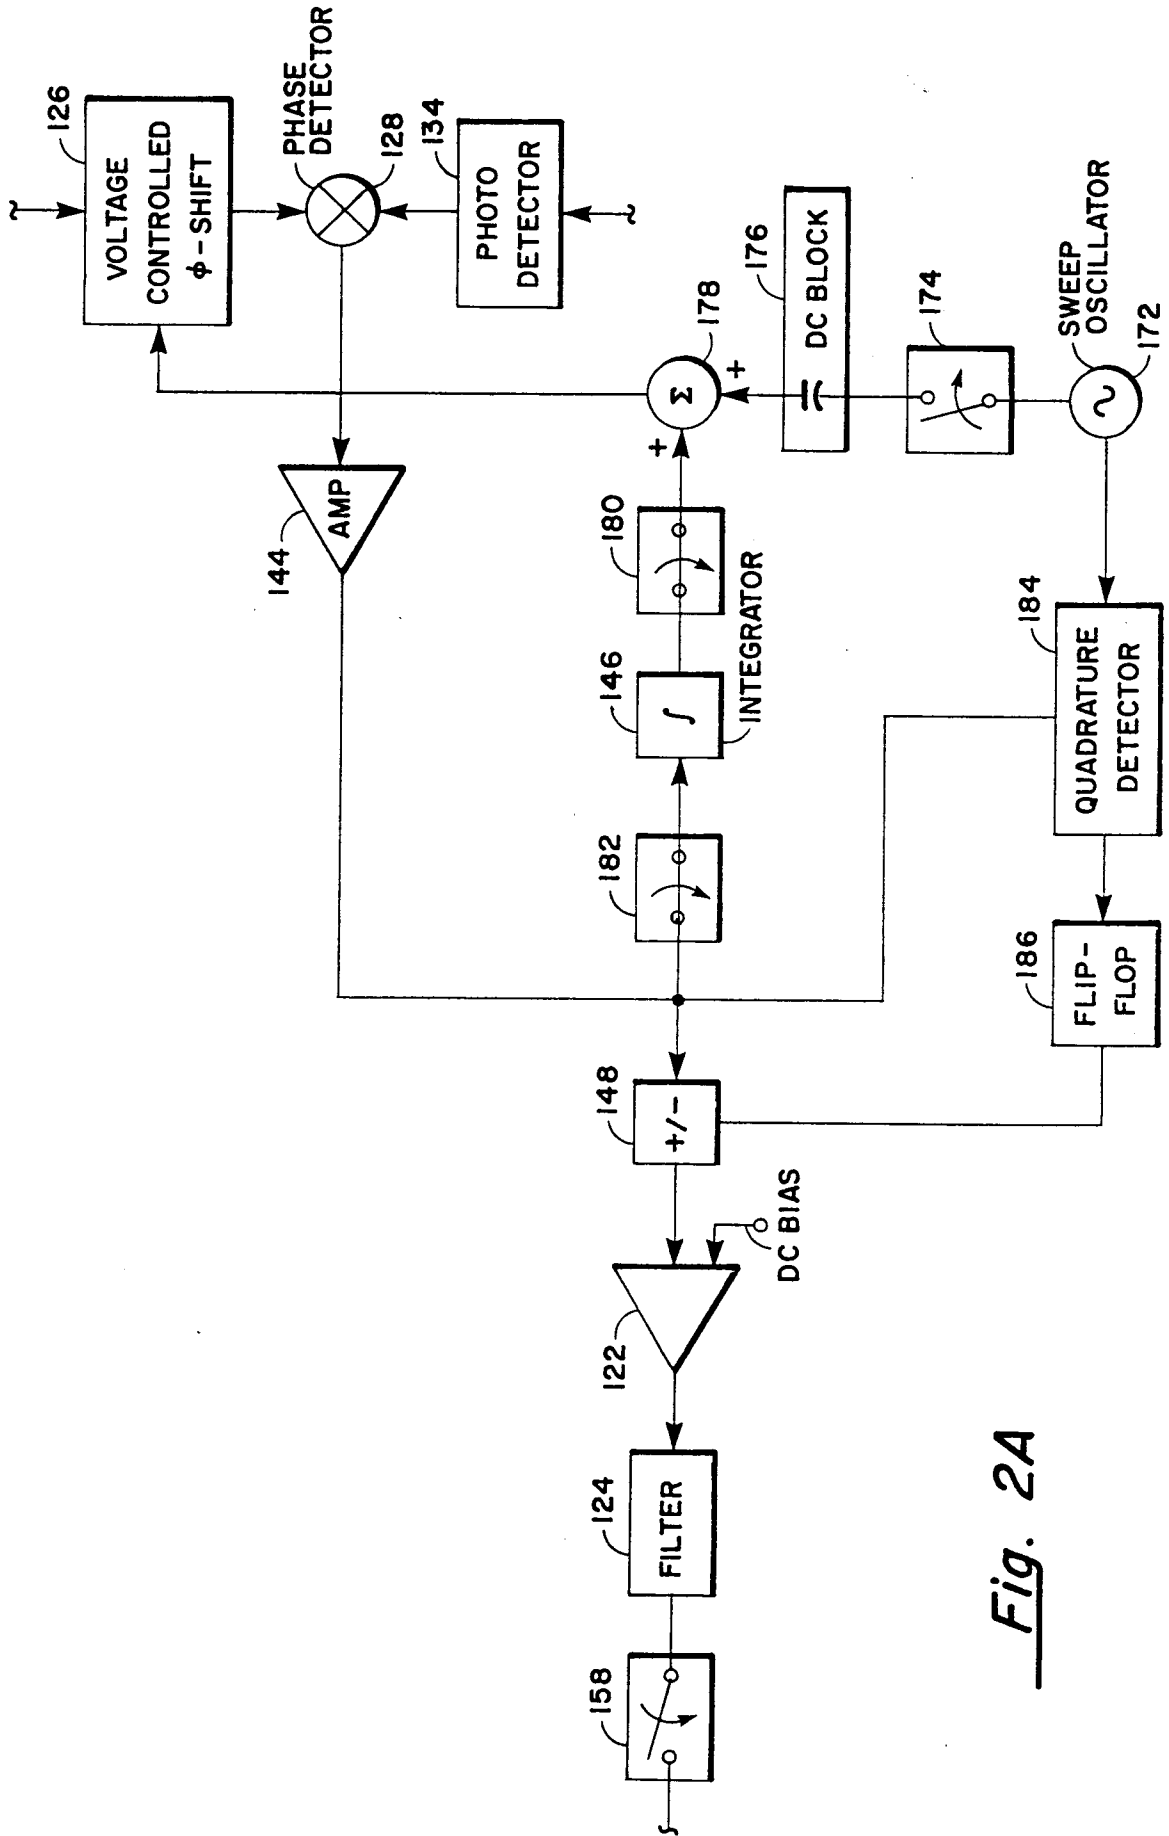 126
VOLTAGE
CONTROLLED
ϕ-SHIFT
PHASE
DETECTOR
128
134
PHOTO
DETECTOR
144
AMP
178
Σ
+
+
176
DC BLOCK
174
SWEEP
OSCILLATOR
172
~
180
146
∫
INTEGRATOR
182
184
QUADRATURE
DETECTOR
186
FLIP-
FLOP
148
+/-
DC BIAS
122
124
FILTER
158
Fig. 2A